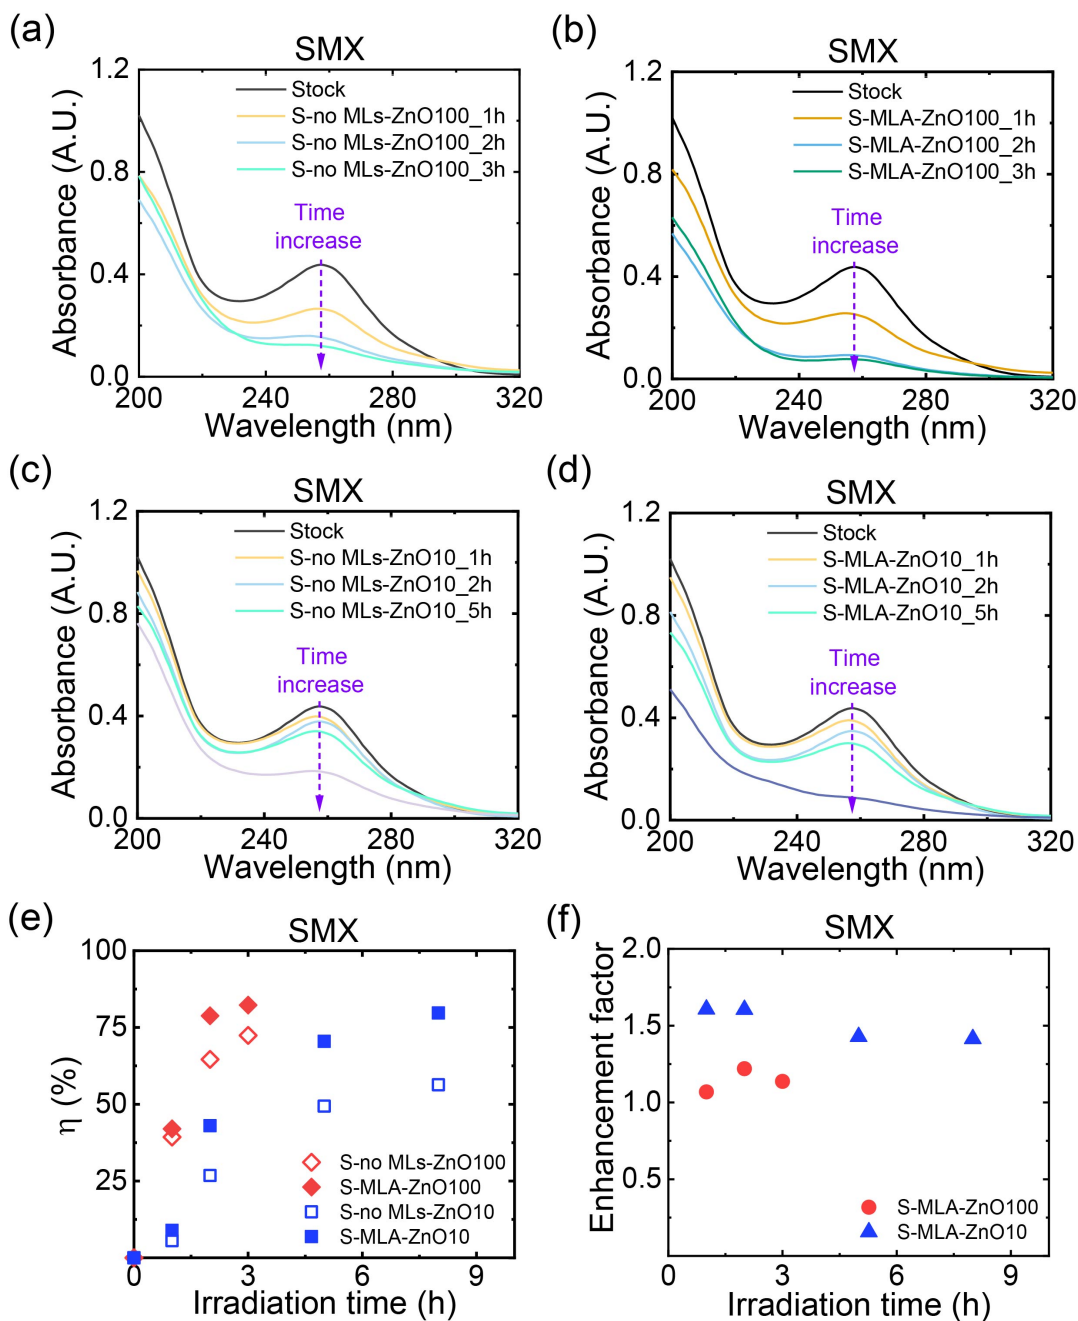 (a)
SMX
1.2
0.8
0.4
0.0
Absorbance (A.U.)
Stock
S-no MLs-ZnO100_1h
S-no MLs-ZnO100_2h
S-no MLs-ZnO100_3h
Time
increase
200 240 280 320
Wavelength (nm)
(b)
SMX
1.2
0.8
0.4
0.0
Absorbance (A.U.)
Stock
S-MLA-ZnO100_1h
S-MLA-ZnO100_2h
S-MLA-ZnO100_3h
Time
increase
200 240 280 320
Wavelength (nm)
(c)
SMX
1.2
0.8
0.4
0.0
Absorbance (A.U.)
Stock
S-no MLs-ZnO10_1h
S-no MLs-ZnO10_2h
S-no MLs-ZnO10_5h
Time
increase
200 240 280 320
Wavelength (nm)
(d)
SMX
1.2
0.8
0.4
0.0
Absorbance (A.U.)
Stock
S-MLA-ZnO10_1h
S-MLA-ZnO10_2h
S-MLA-ZnO10_5h
Time
increase
200 240 280 320
Wavelength (nm)
(e)
SMX
100
75
50
25
η (%)
S-no MLs-ZnO100
S-MLA-ZnO100
S-no MLs-ZnO10
S-MLA-ZnO10
0 3 6 9
Irradiation time (h)
(f)
SMX
2.0
1.5
1.0
0.5
Enhancement factor
S-MLA-ZnO100
S-MLA-ZnO10
0 3 6 9
Irradiation time (h)